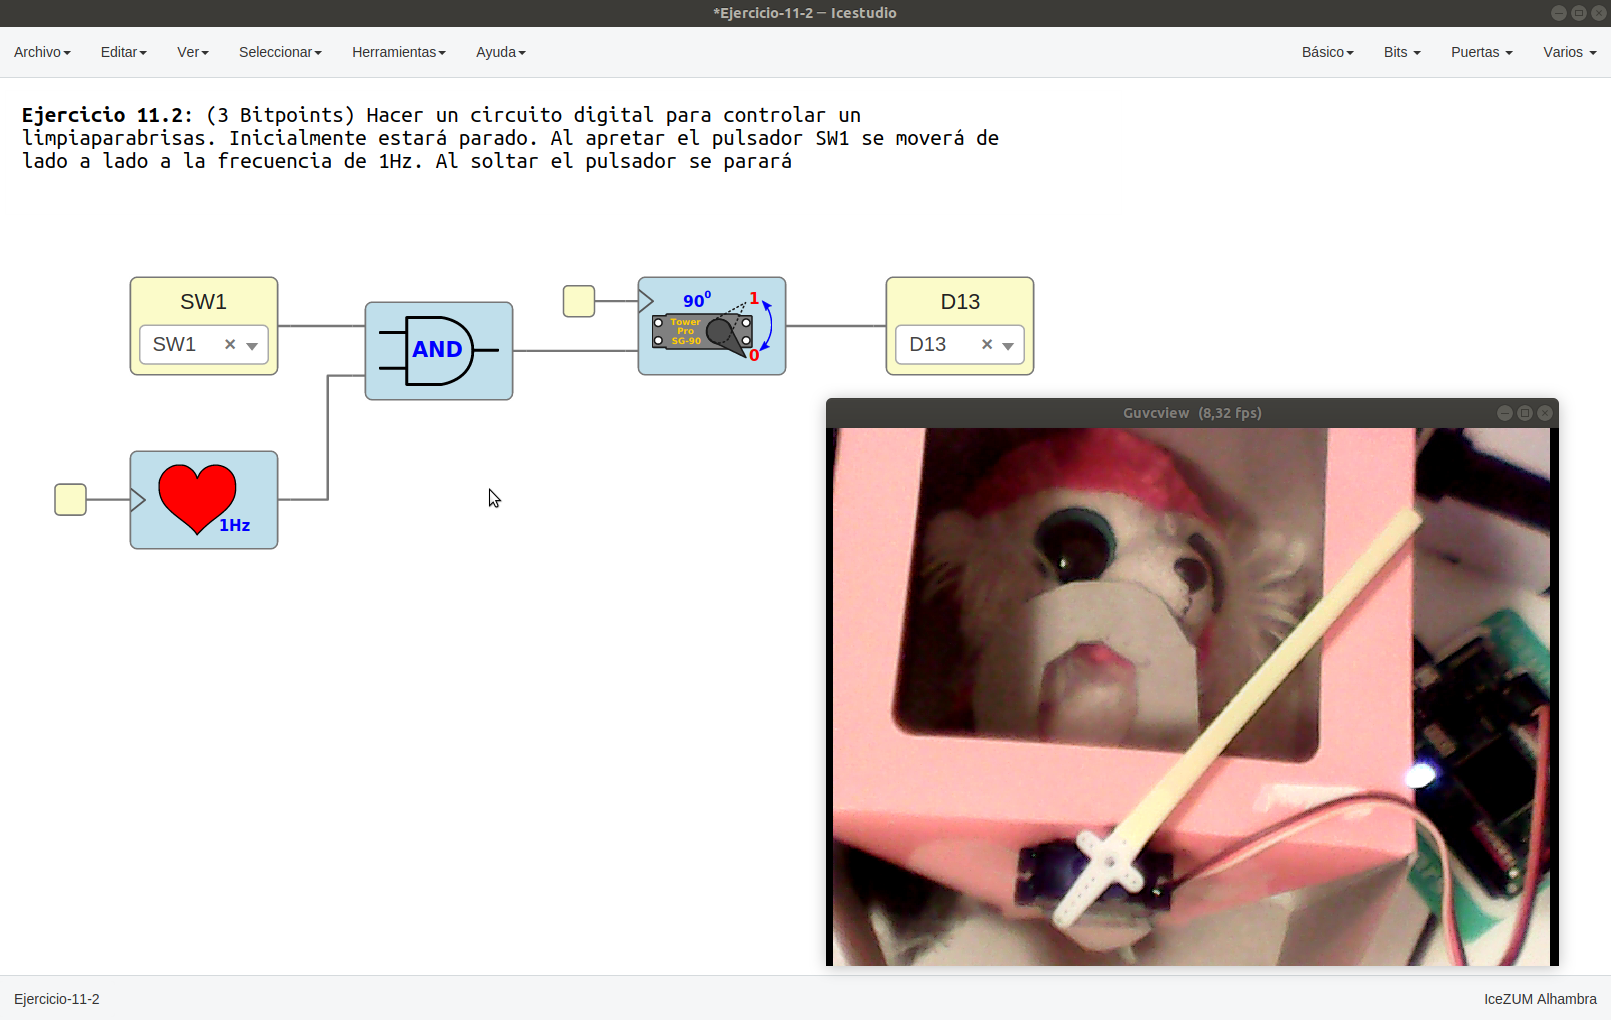 *Ejercicio-11-2 — Icestudio
Archivo Editar Ver Seleccionar Herramientas Ayuda Básico Bits Puertas Varios
Ejercicio 11.2: (3 Bitpoints) Hacer un circuito digital para controlar un
limpiaparabrisas. Inicialmente estará parado. Al apretar el pulsador SW1 se moverá de
lado a lado a la frecuencia de 1Hz. Al soltar el pulsador se parará
SW1
SW1
AND
90⁰
1
Tower
Pro
SG-90
0
D13
D13
1Hz
Guvcview (8,32 fps)
Ejercicio-11-2
IceZUM Alhambra